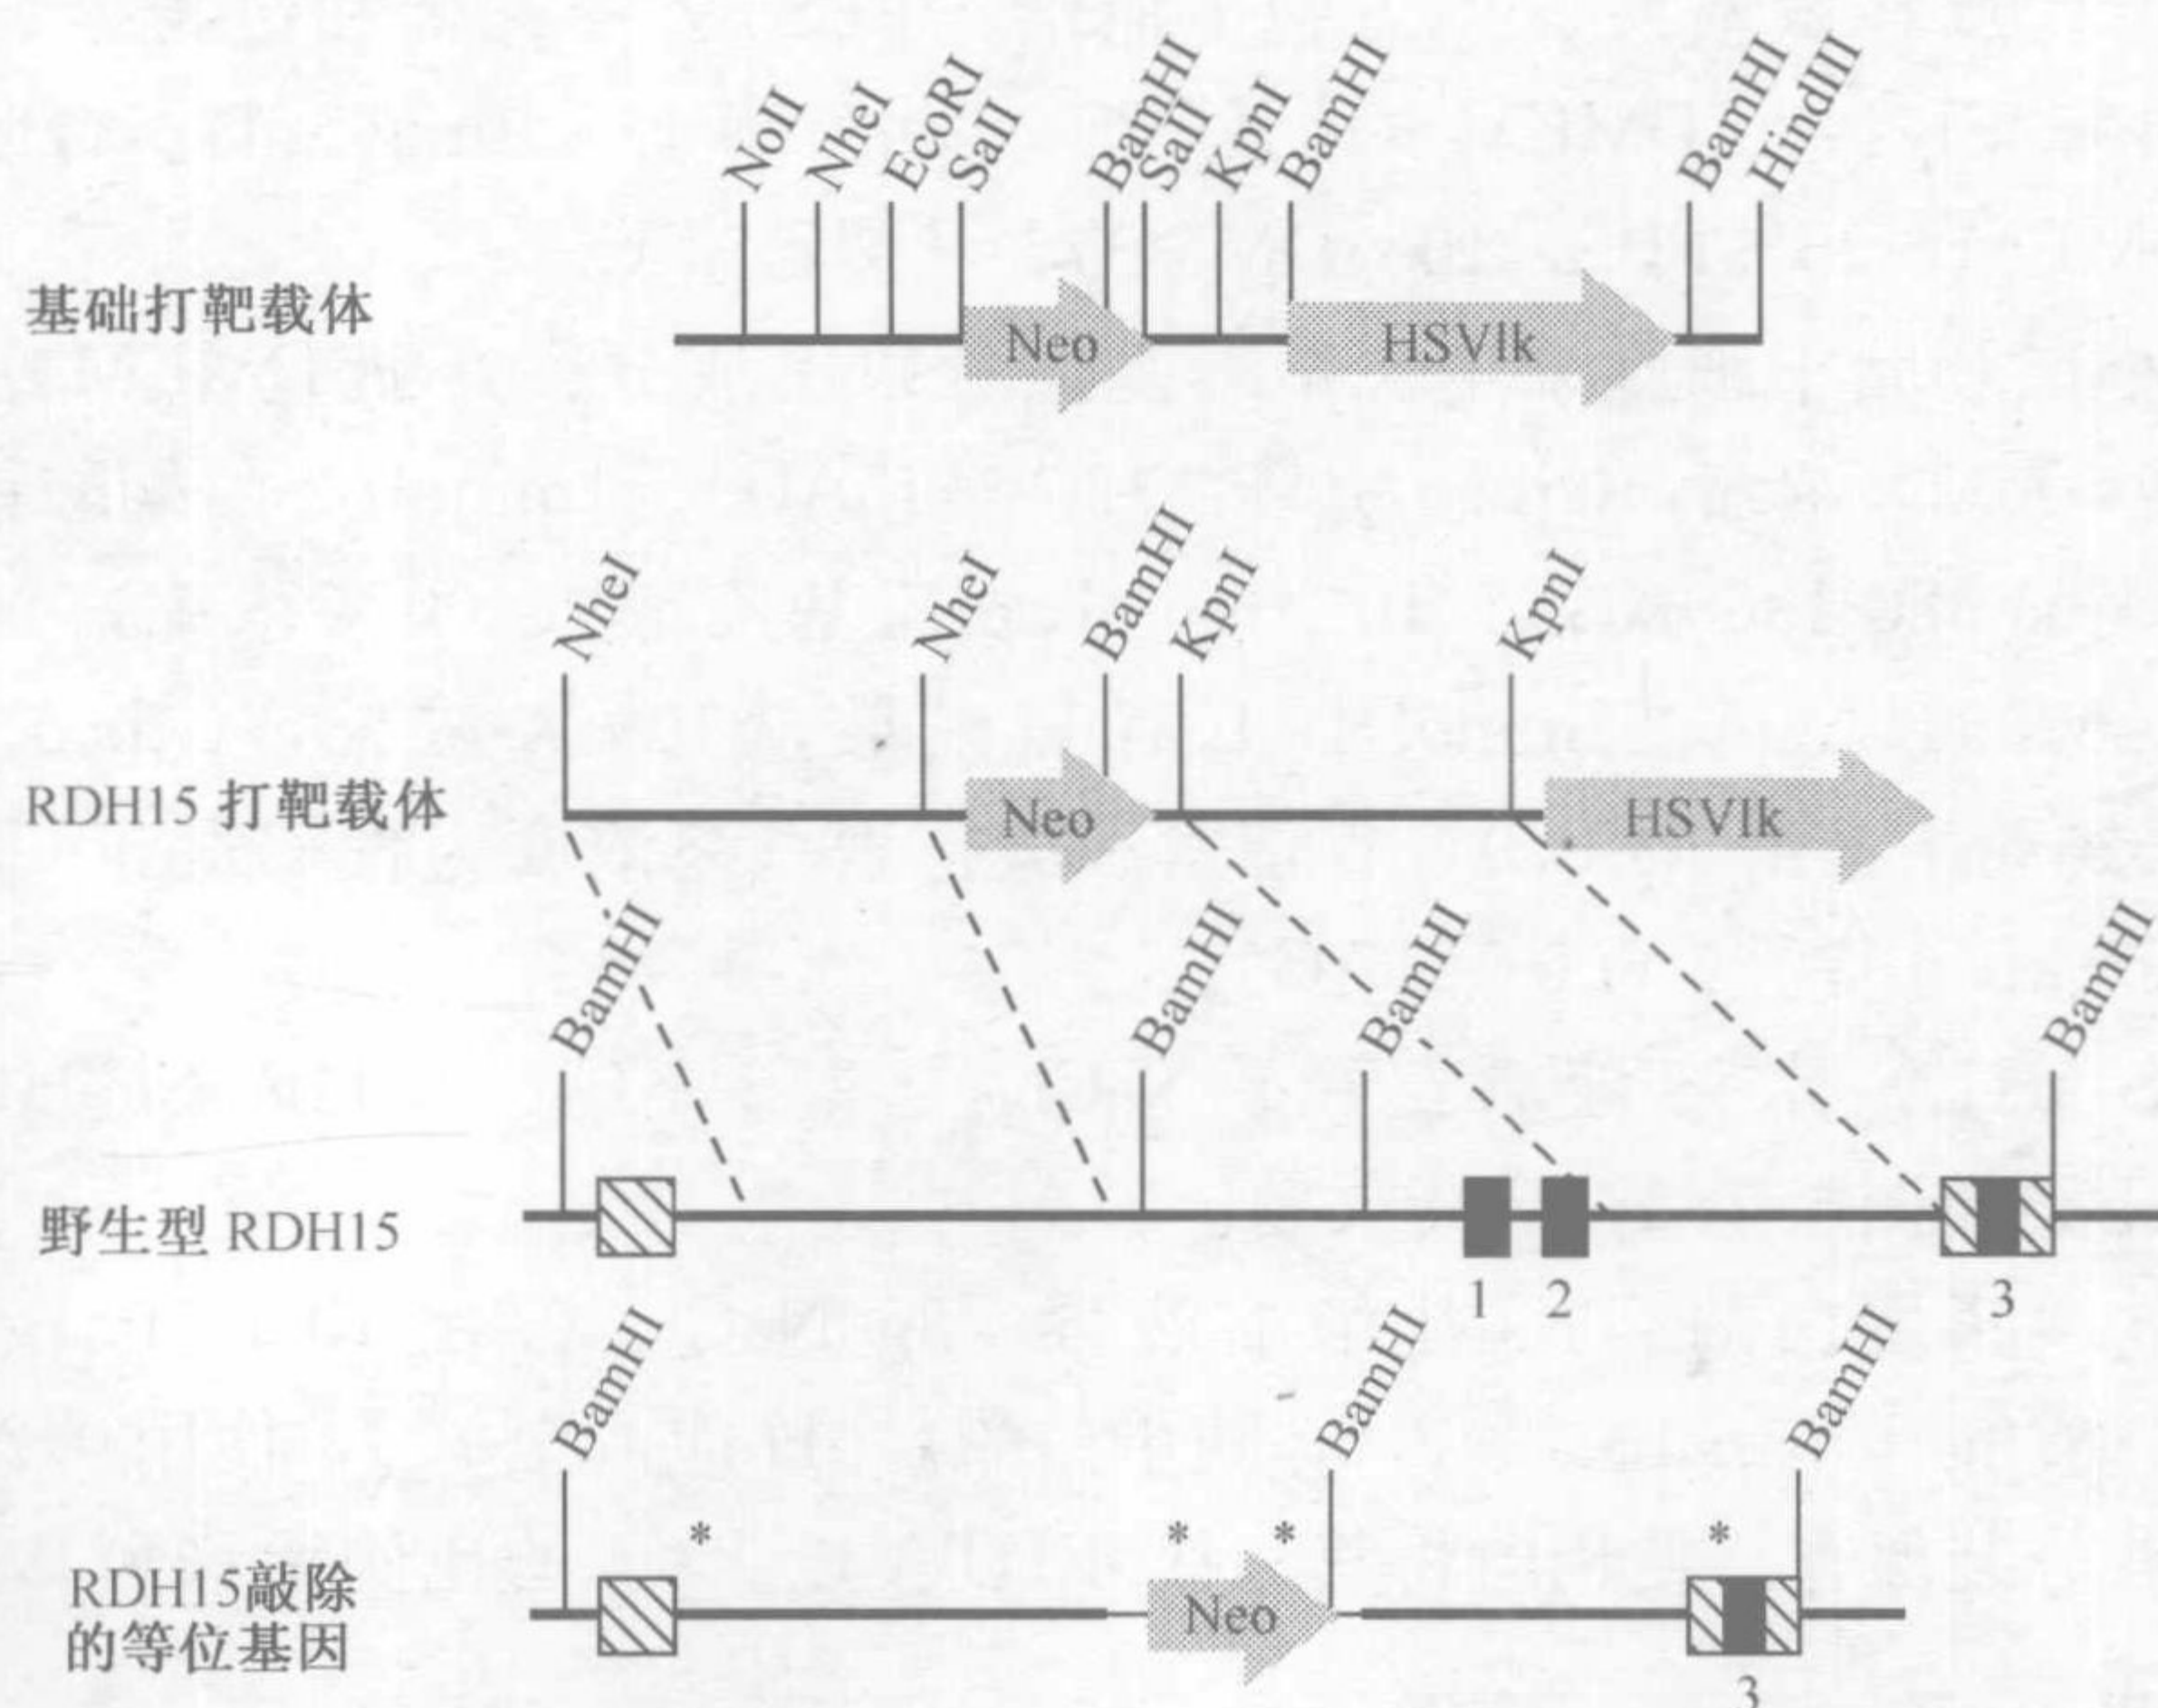 NotI NheI EcoRI SalI BamHI SalI KpnI BamHI BamHI HindIII
基础打靶载体
Neo HSVlk
NheI NheI BamHI KpnI KpnI
RDH15 打靶载体
Neo HSVlk
BamHI BamHI BamHI BamHI
野生型 RDH15
1 2 3
BamHI BamHI BamHI
* * * *
RDH15敲除
的等位基因
Neo
3